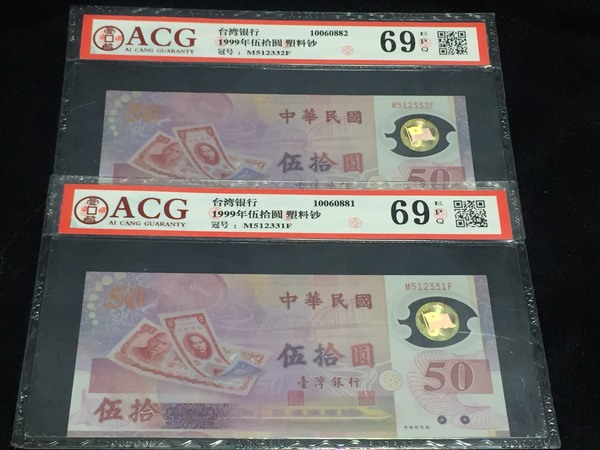 ACG
AI CANG GUARANTY
台湾银行 10060882
1999年伍拾圆 塑料钞
冠号：M512332F
69 EPQ
50
中華民國
M512332F
伍拾圓
50
ACG
AI CANG GUARANTY
台湾银行 10060881
1999年伍拾圆 塑料钞
冠号：M512331F
69 EPQ
50
中華民國
M512331F
伍拾圓
臺灣銀行
50
伍拾